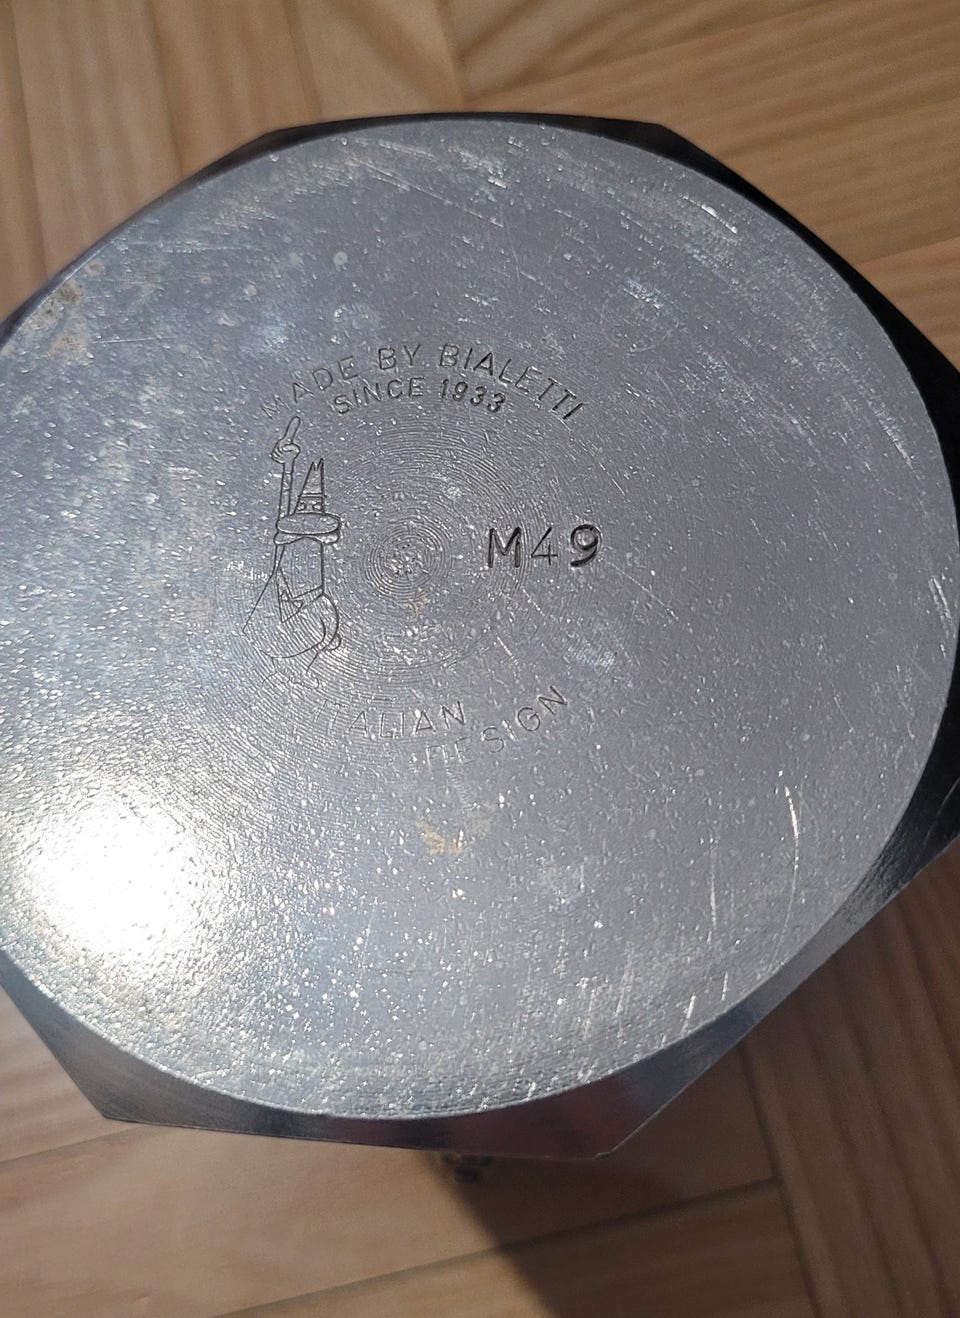 MADE BY BIALETTI
SINCE 1933
M49
ITALIAN
DESIGN